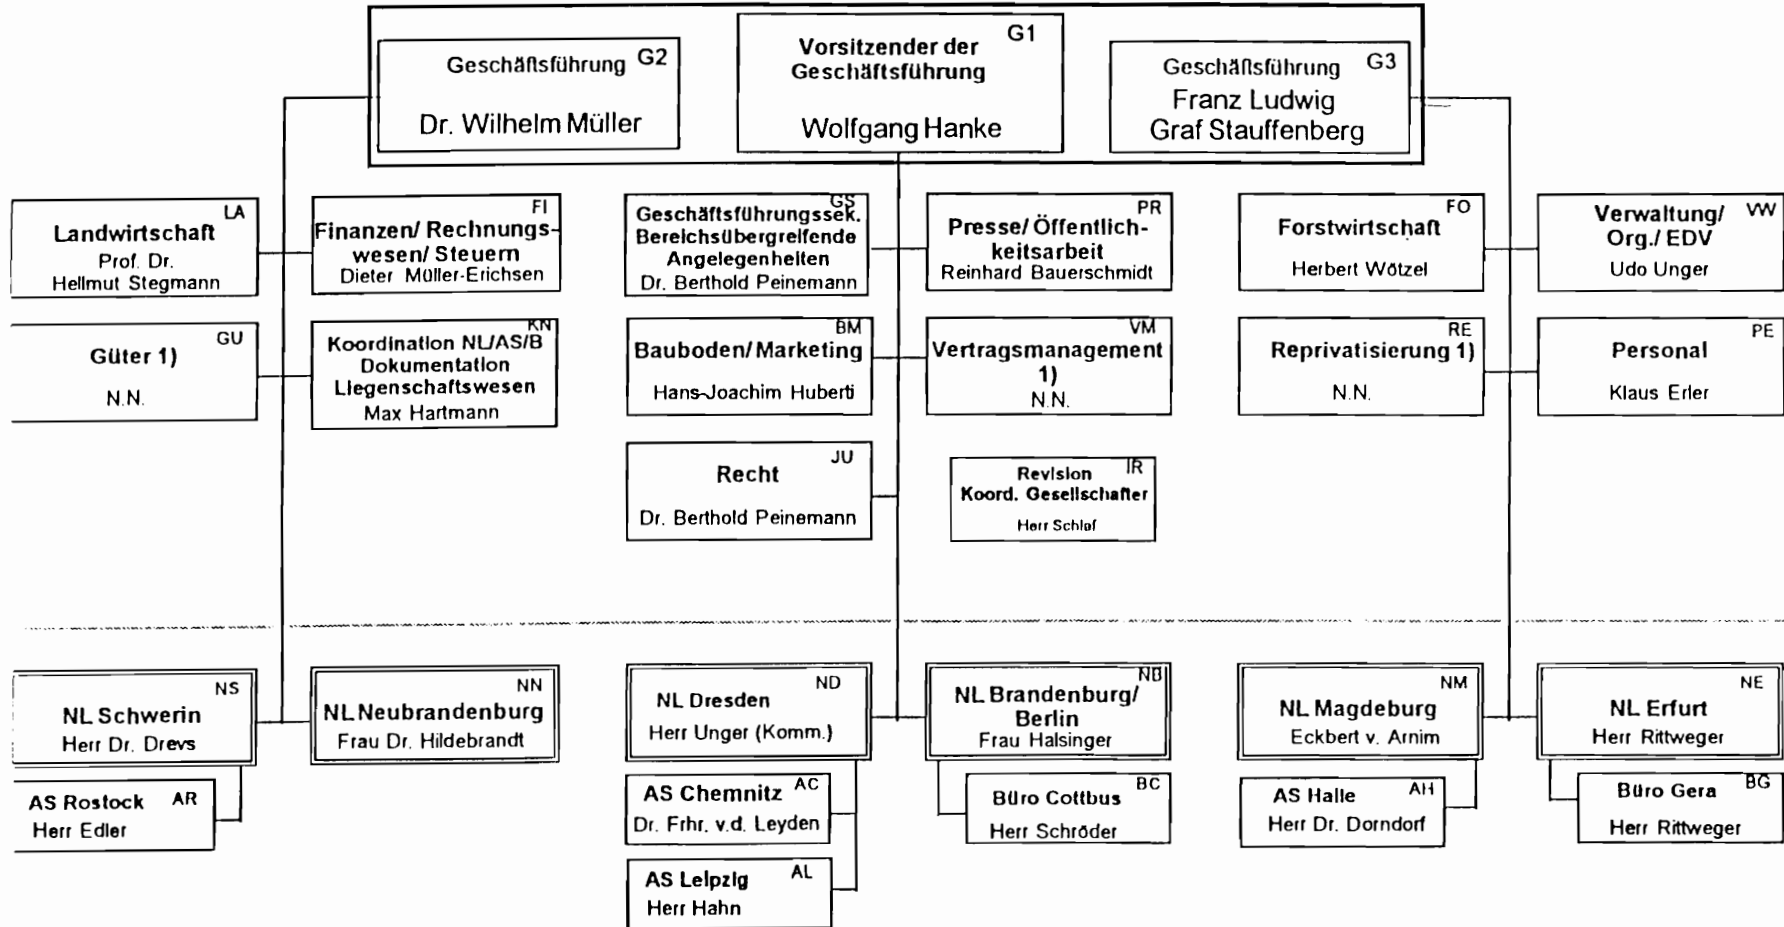 G2
Geschäftsführung
Dr. Wilhelm Müller
G1
Vorsitzender der
Geschäftsführung
Wolfgang Hanke
G3
Geschäftsführung
Franz Ludwig
Graf Stauffenberg
LA
Landwirtschaft
Prof. Dr.
Hellmut Stegmann
FI
Finanzen/ Rechnungs-
wesen/ Steuern
Dieter Müller-Erichsen
GS
Geschäftsführungssek.
Bereichsübergreifende
Angelegenheiten
Dr. Berthold Peinemann
PR
Presse/ Öffentlich-
keitsarbeit
Reinhard Bauerschmidt
FO
Forstwirtschaft
Herbert Wötzel
VW
Verwaltung/
Org./ EDV
Udo Unger
GU
Güter 1)
N.N.
KN
Koordination NL/AS/B
Dokumentation
Liegenschaftswesen
Max Hartmann
BM
Bauboden/ Marketing
Hans-Joachim Huberti
VM
Vertragsmanagement
1)
N.N.
RE
Reprivatisierung 1)
N.N.
PE
Personal
Klaus Erler
JU
Recht
Dr. Berthold Peinemann
IR
Revision
Koord. Gesellschafter
Herr Schlaf
NS
NL Schwerin
Herr Dr. Drevs
NN
NL Neubrandenburg
Frau Dr. Hildebrandt
ND
NL Dresden
Herr Unger (Komm.)
NB
NL Brandenburg/
Berlin
Frau Halsinger
NM
NL Magdeburg
Eckbert v. Arnim
NE
NL Erfurt
Herr Rittweger
AR
AS Rostock
Herr Edler
AC
AS Chemnitz
Dr. Frhr. v.d. Leyden
BC
Büro Cottbus
Herr Schröder
AH
AS Halle
Herr Dr. Dorndorf
BG
Büro Gera
Herr Rittweger
AL
AS Leipzig
Herr Hahn